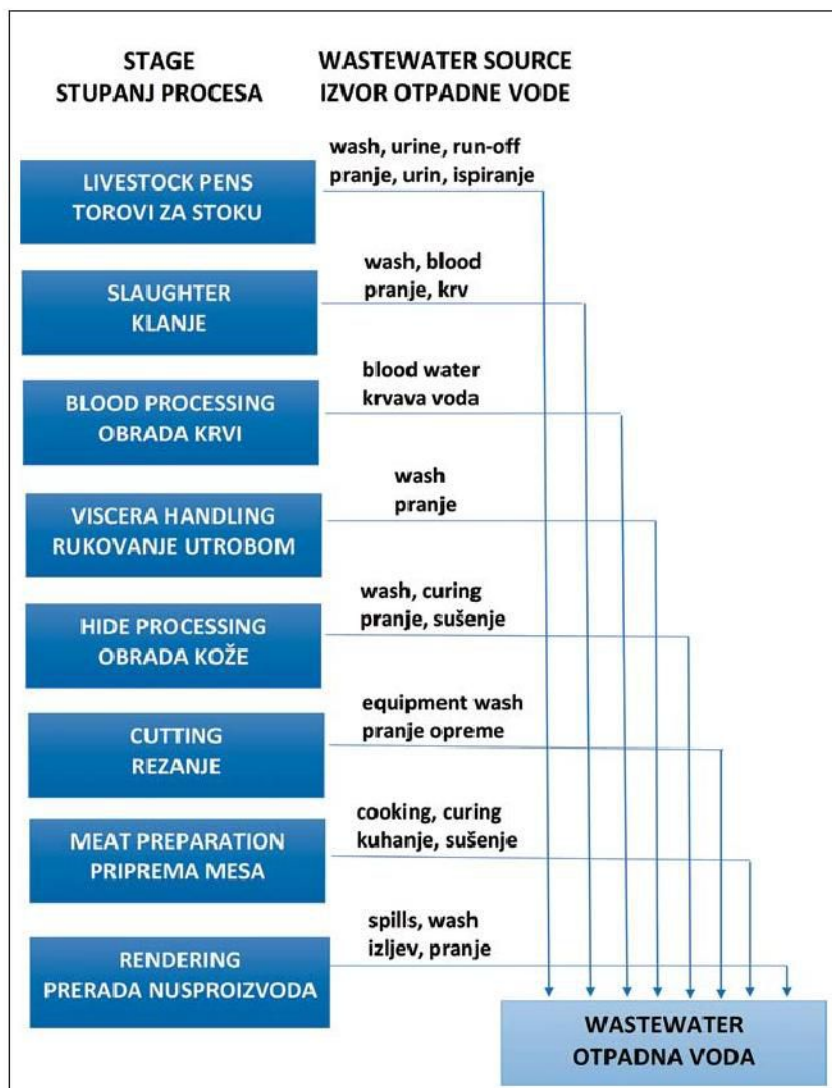 STAGE
STUPANJ PROCESA
WASTEWATER SOURCE
IZVOR OTPADNE VODE
LIVESTOCK PENS
TOROVI ZA STOKU
wash, urine, run-off
pranje, urin, ispiranje
SLAUGHTER
KLANJE
wash, blood
pranje, krv
BLOOD PROCESSING
OBRADA KRVI
blood water
krvava voda
VISCERA HANDLING
RUKOVANJE UTROBOM
wash
pranje
HIDE PROCESSING
OBRADA KOŽE
wash, curing
pranje, sušenje
CUTTING
REZANJE
equipment wash
pranje opreme
MEAT PREPARATION
PRIPREMA MESA
cooking, curing
kuhanje, sušenje
RENDERING
PRERADA NUSPROIZVODA
spills, wash
izljev, pranje
WASTEWATER
OTPADNA VODA